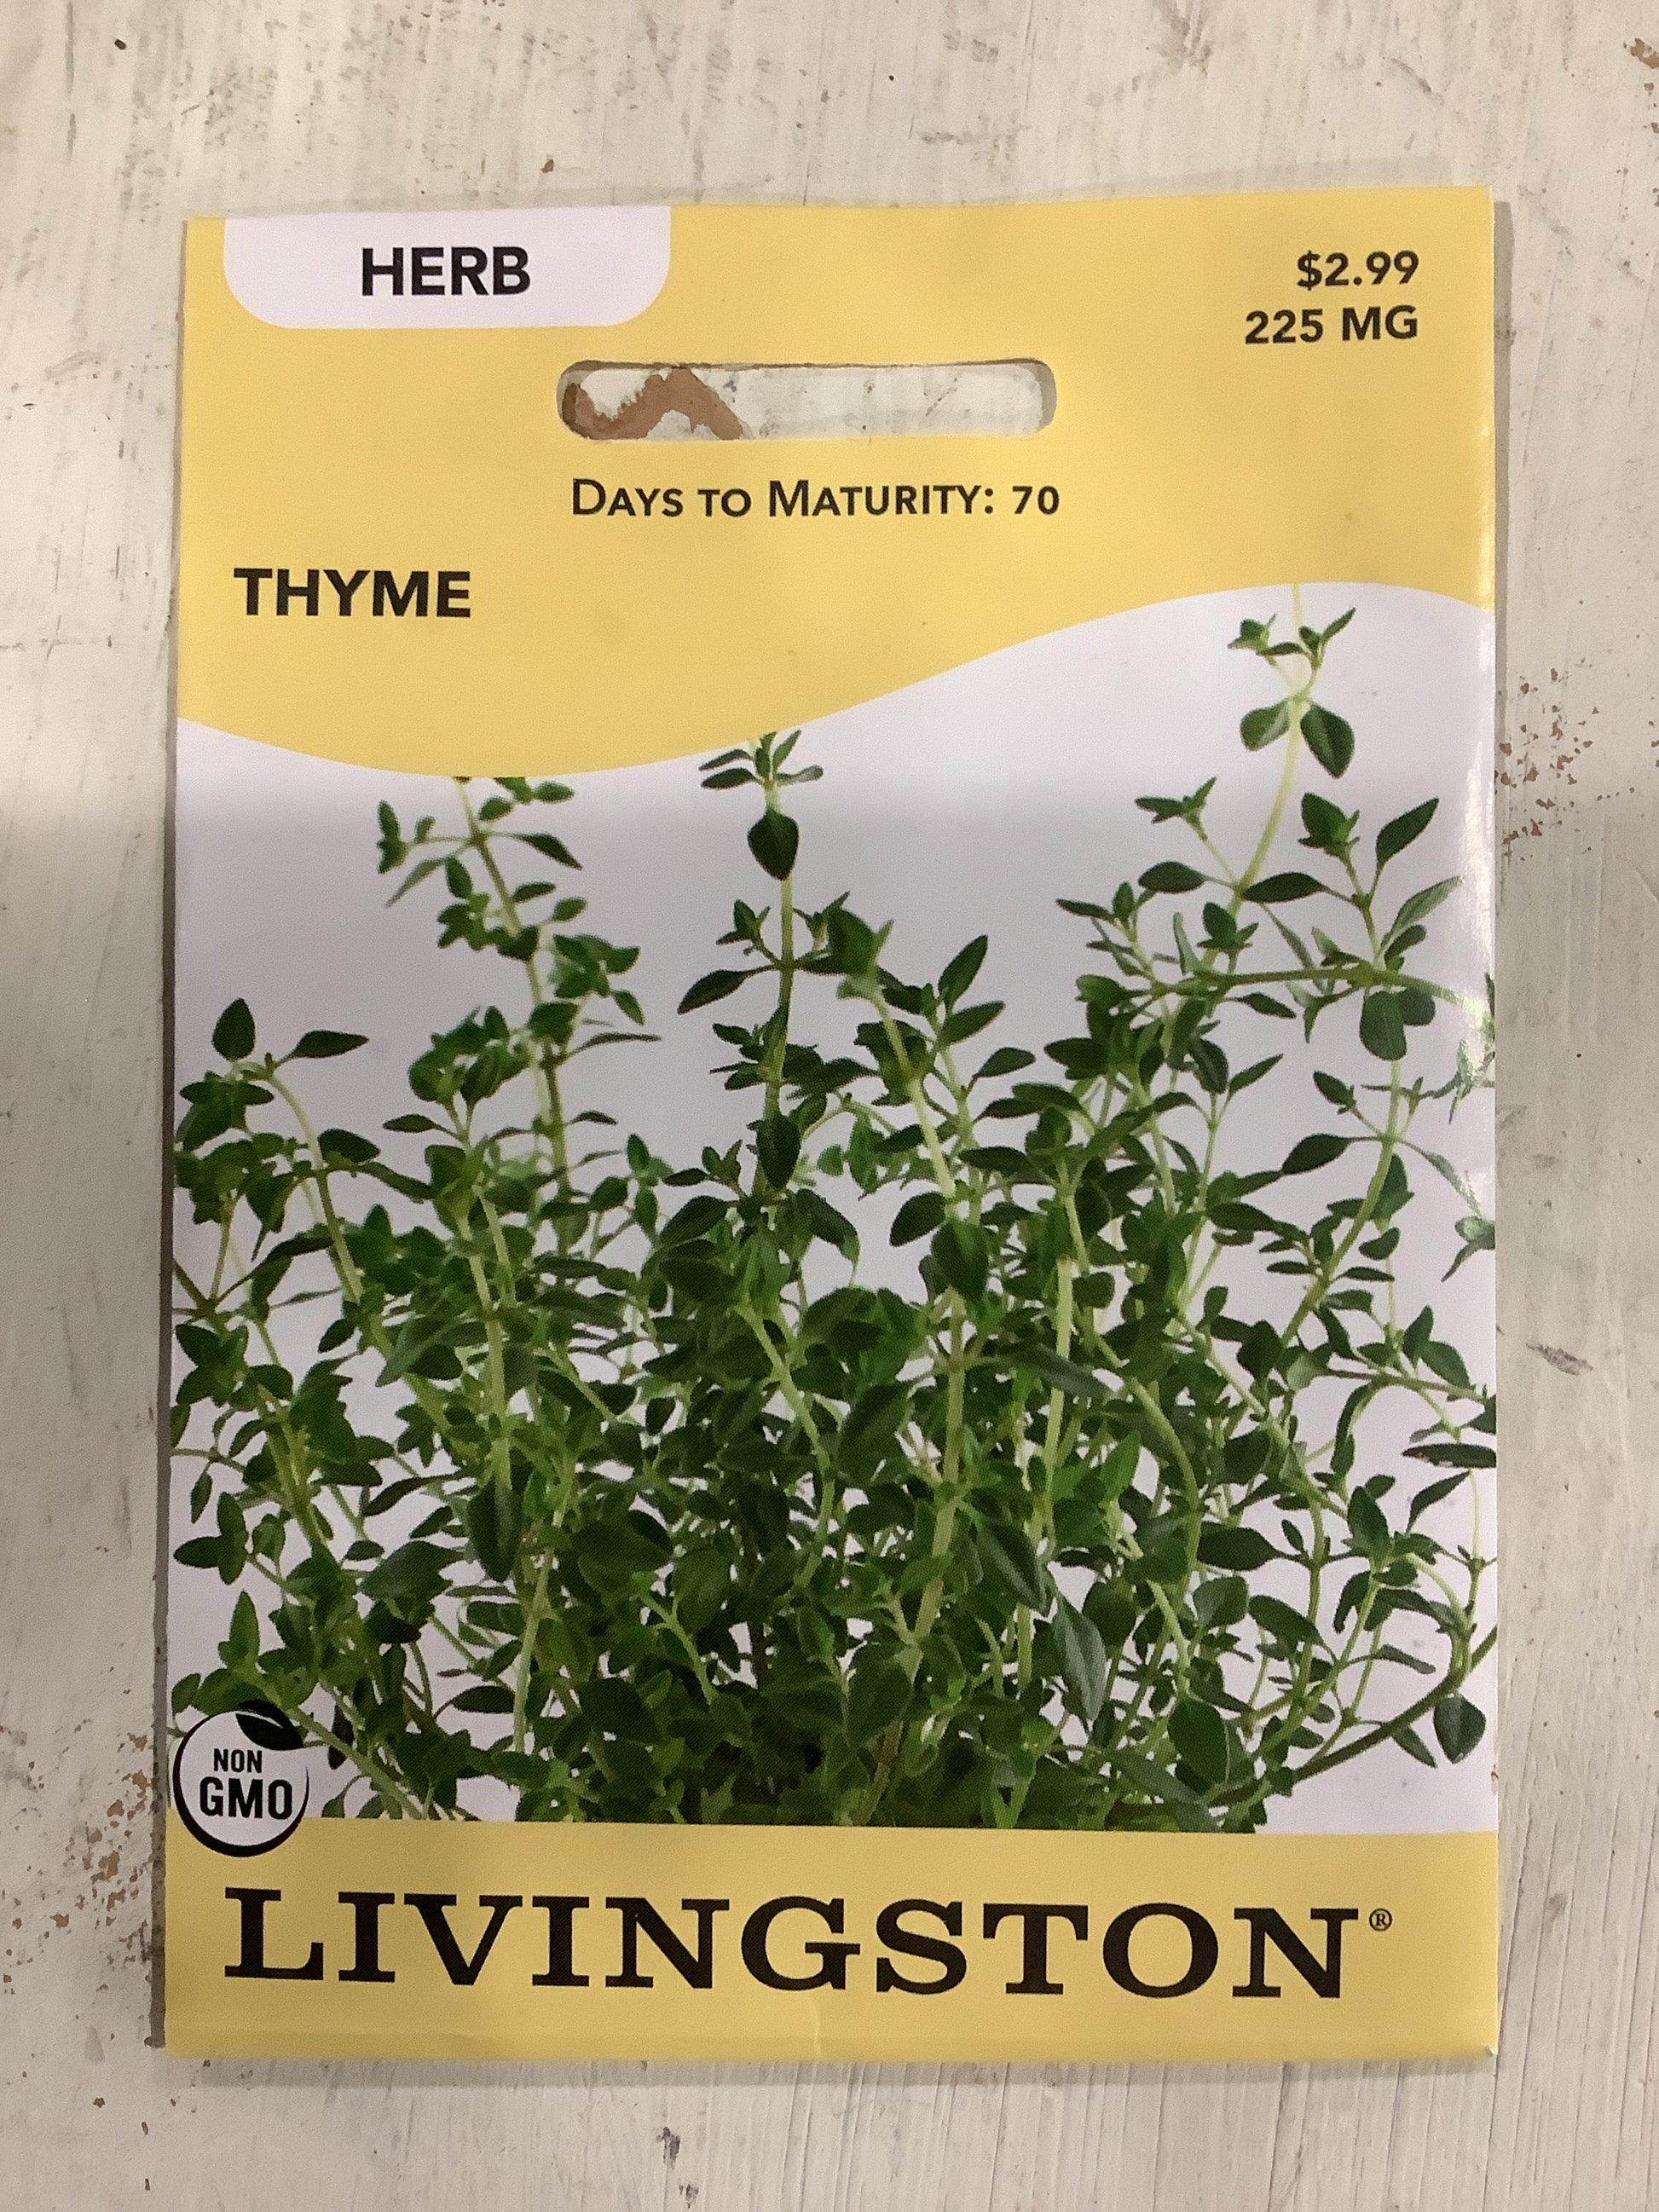 HERB
$2.99
225 MG
DAYS TO MATURITY: 70
THYME
NON
GMO
LIVINGSTON®